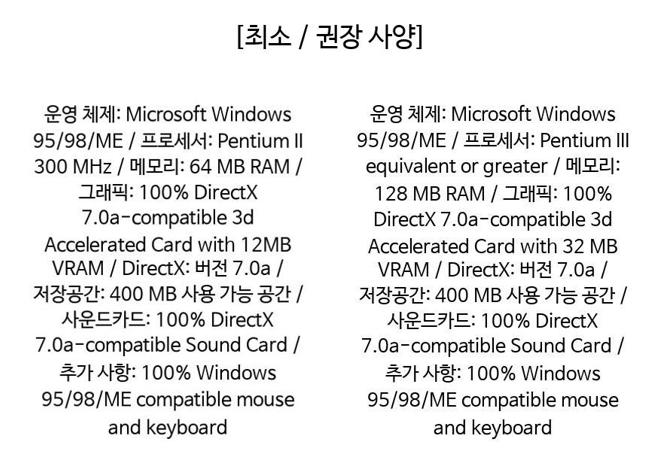 [최소 / 권장 사양]
운영 체제: Microsoft Windows
95/98/ME / 프로세서: Pentium II
300 MHz / 메모리: 64 MB RAM /
그래픽: 100% DirectX
7.0a-compatible 3d
Accelerated Card with 12MB
VRAM / DirectX: 버전 7.0a /
저장공간: 400 MB 사용 가능 공간 /
사운드카드: 100% DirectX
7.0a-compatible Sound Card /
추가 사항: 100% Windows
95/98/ME compatible mouse
and keyboard
운영 체제: Microsoft Windows
95/98/ME / 프로세서: Pentium III
equivalent or greater / 메모리:
128 MB RAM / 그래픽: 100%
DirectX 7.0a-compatible 3d
Accelerated Card with 32 MB
VRAM / DirectX: 버전 7.0a /
저장공간: 400 MB 사용 가능 공간 /
사운드카드: 100% DirectX
7.0a-compatible Sound Card /
추가 사항: 100% Windows
95/98/ME compatible mouse
and keyboard